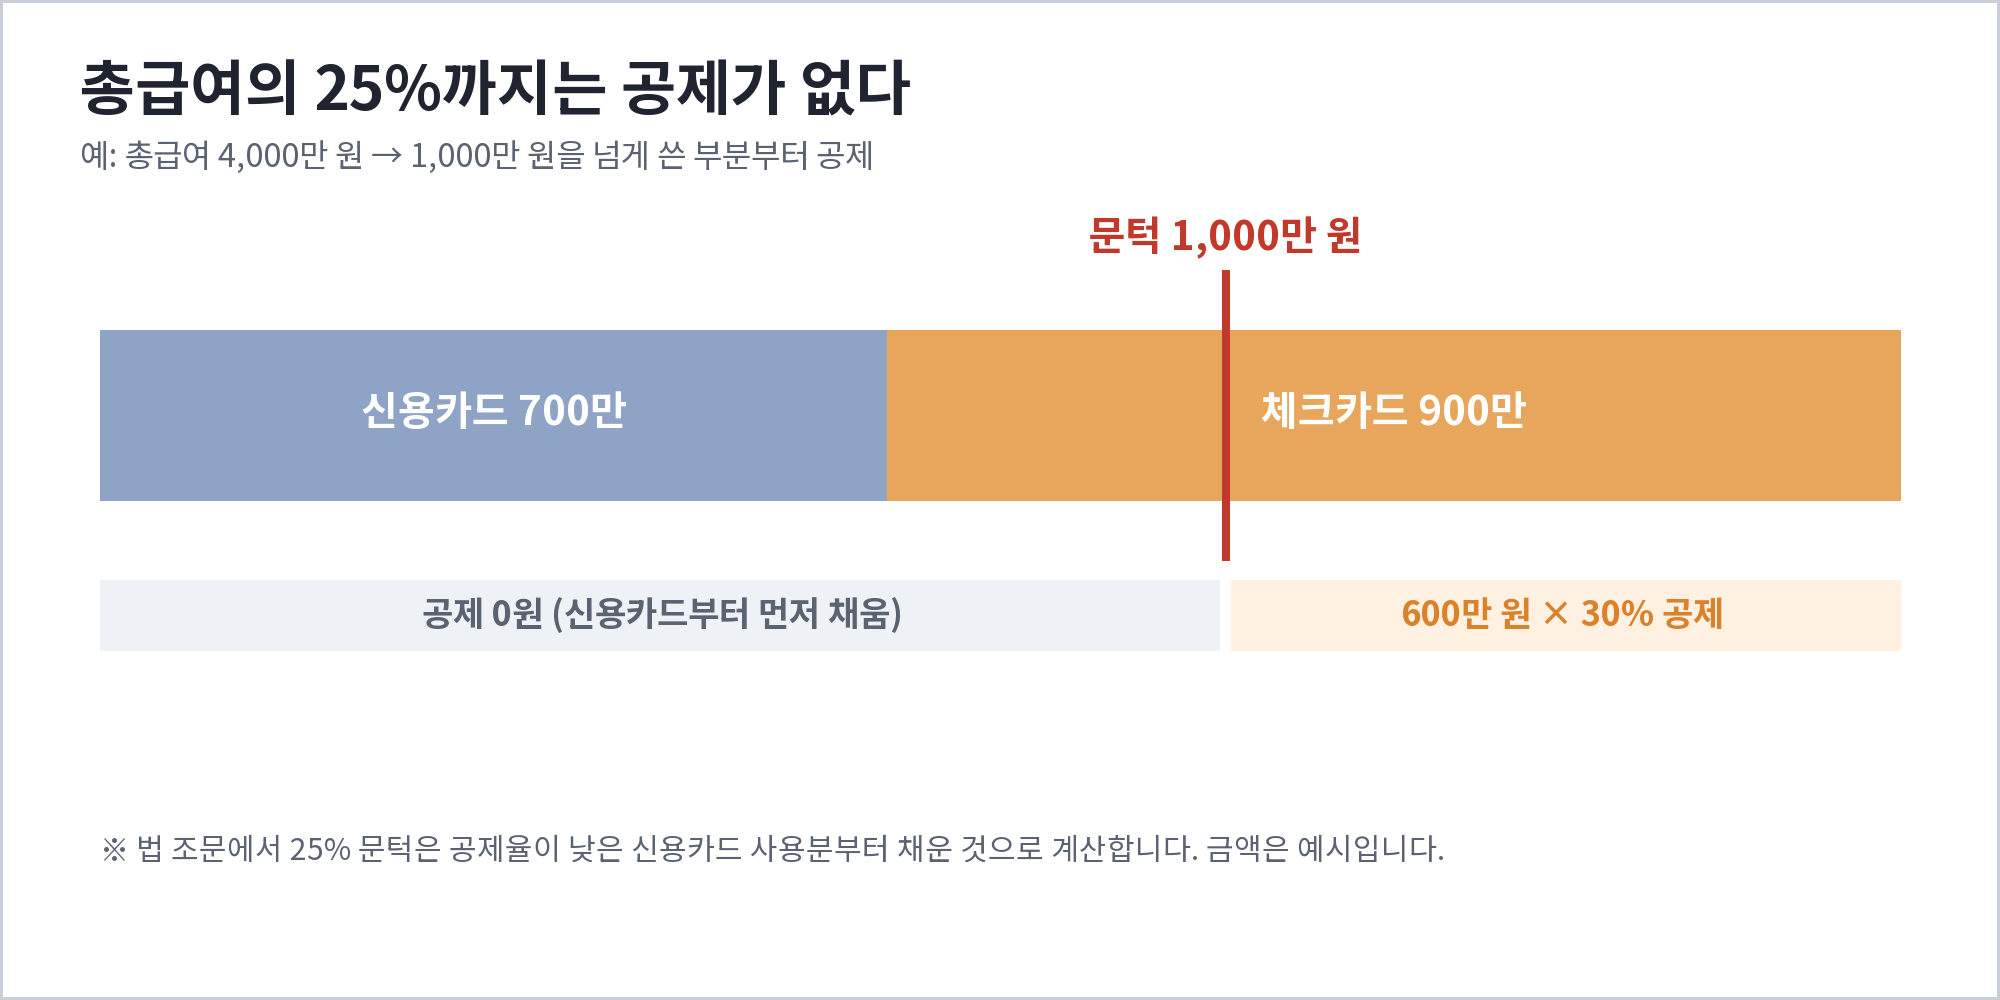 총급여의 25%까지는 공제가 없다
예: 총급여 4,000만 원 → 1,000만 원을 넘게 쓴 부분부터 공제
문턱 1,000만 원
신용카드 700만
체크카드 900만
공제 0원 (신용카드부터 먼저 채움)
600만 원 × 30% 공제
※ 법 조문에서 25% 문턱은 공제율이 낮은 신용카드 사용분부터 채운 것으로 계산합니다. 금액은 예시입니다.